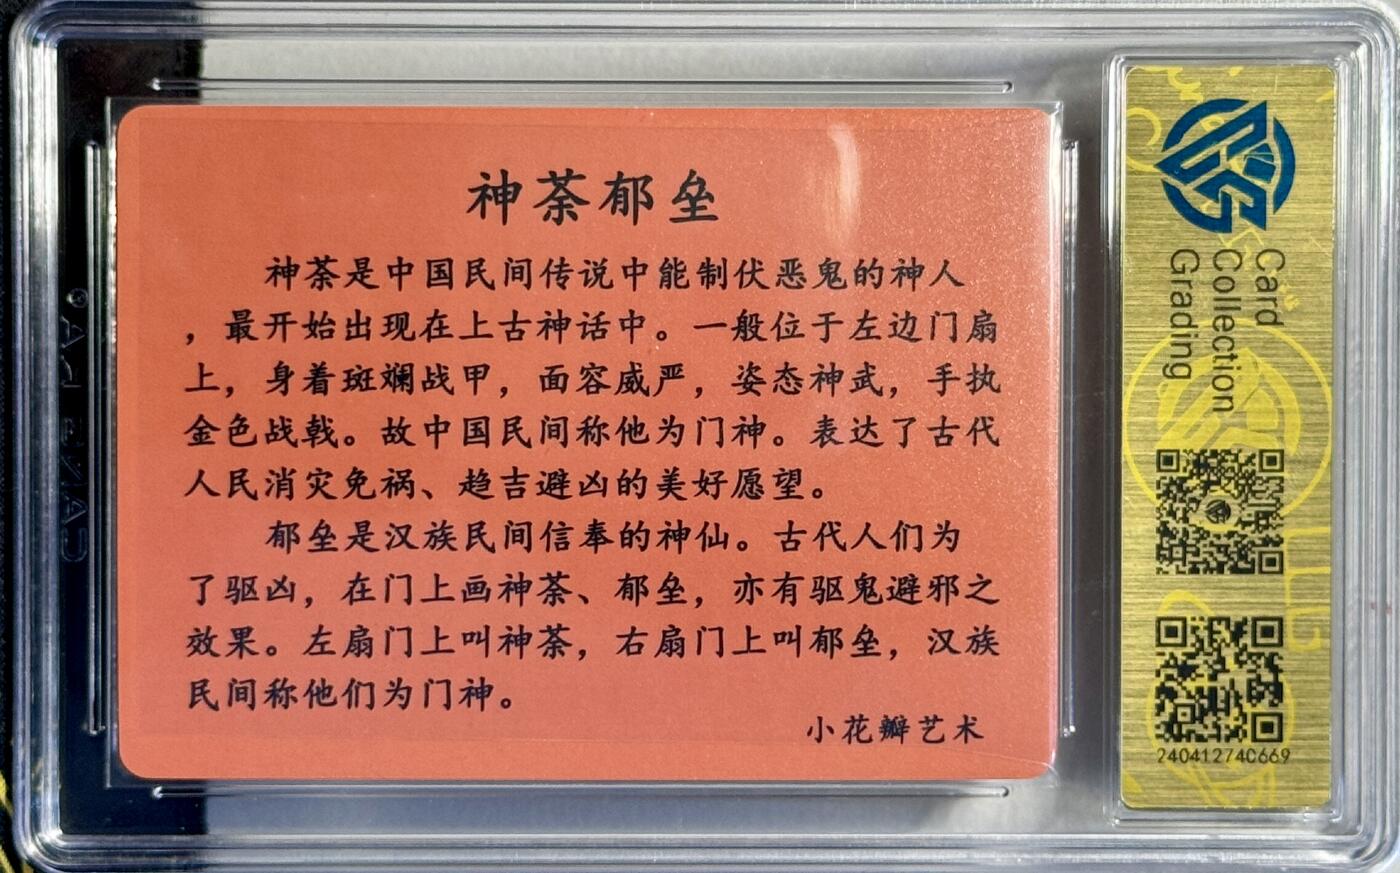 神荼郁垒
神荼是中国民间传说中能制伏恶鬼的神人
，最开始出现在上古神话中。一般位于左边门扇
上，身着斑斓战甲，面容威严，姿态神武，手执
金色战戟。故中国民间称他为门神。表达了古代
人民消灾免祸、趋吉避凶的美好愿望。
郁垒是汉族民间信奉的神仙。古代人们为
了驱凶，在门上画神荼、郁垒，亦有驱鬼避邪之
效果。左扇门上叫神荼，右扇门上叫郁垒，汉族
民间称他们为门神。
小花瓣艺术
Card
Collection
Grading
240412740669